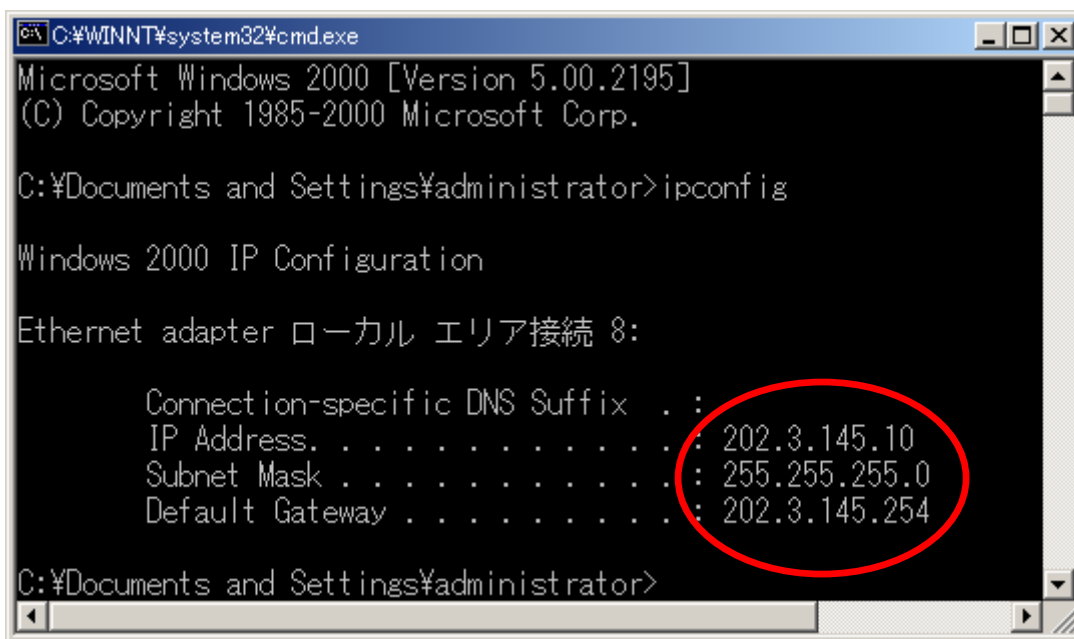 C:¥WINNT¥system32¥cmd.exe
Microsoft Windows 2000 [Version 5.00.2195]
(C) Copyright 1985-2000 Microsoft Corp.
C:¥Documents and Settings¥administrator>ipconfig
Windows 2000 IP Configuration
Ethernet adapter ローカル エリア接続 8:
Connection-specific DNS Suffix . :
IP Address. . . . . . . . . . . . : 202.3.145.10
Subnet Mask . . . . . . . . . . . : 255.255.255.0
Default Gateway . . . . . . . . . : 202.3.145.254
C:¥Documents and Settings¥administrator>